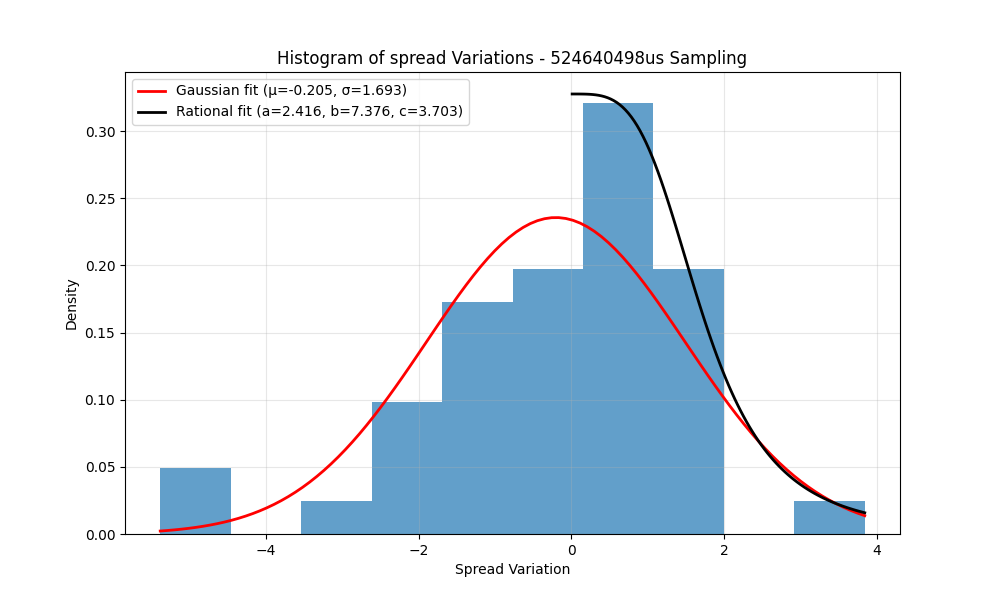 Histogram of spread Variations - 524640498us Sampling
Gaussian fit (μ=-0.205, σ=1.693)
Rational fit (a=2.416, b=7.376, c=3.703)
0.30
0.25
0.20
0.15
0.10
0.05
0.00
Density
−4
−2
0
2
4
Spread Variation